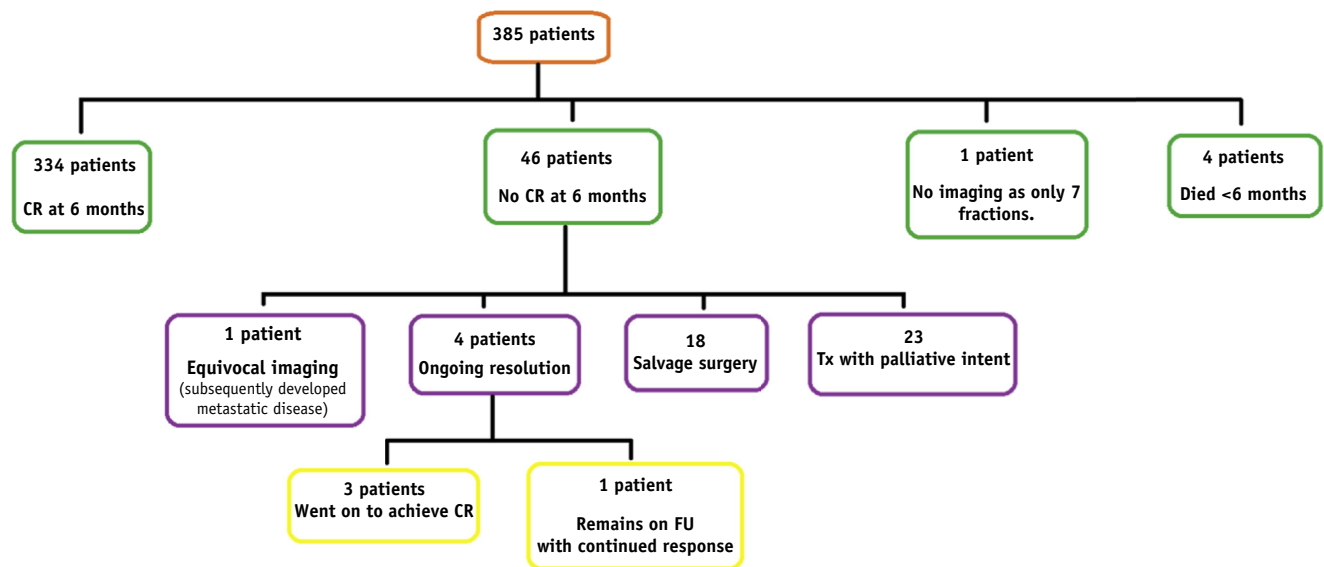 385 patients
334 patients
CR at 6 months
46 patients
No CR at 6 months
1 patient
No imaging as only 7
fractions.
4 patients
Died <6 months
1 patient
Equivocal imaging
(subsequently developed
metastatic disease)
4 patients
Ongoing resolution
18
Salvage surgery
23
Tx with palliative intent
3 patients
Went on to achieve CR
1 patient
Remains on FU
with continued response